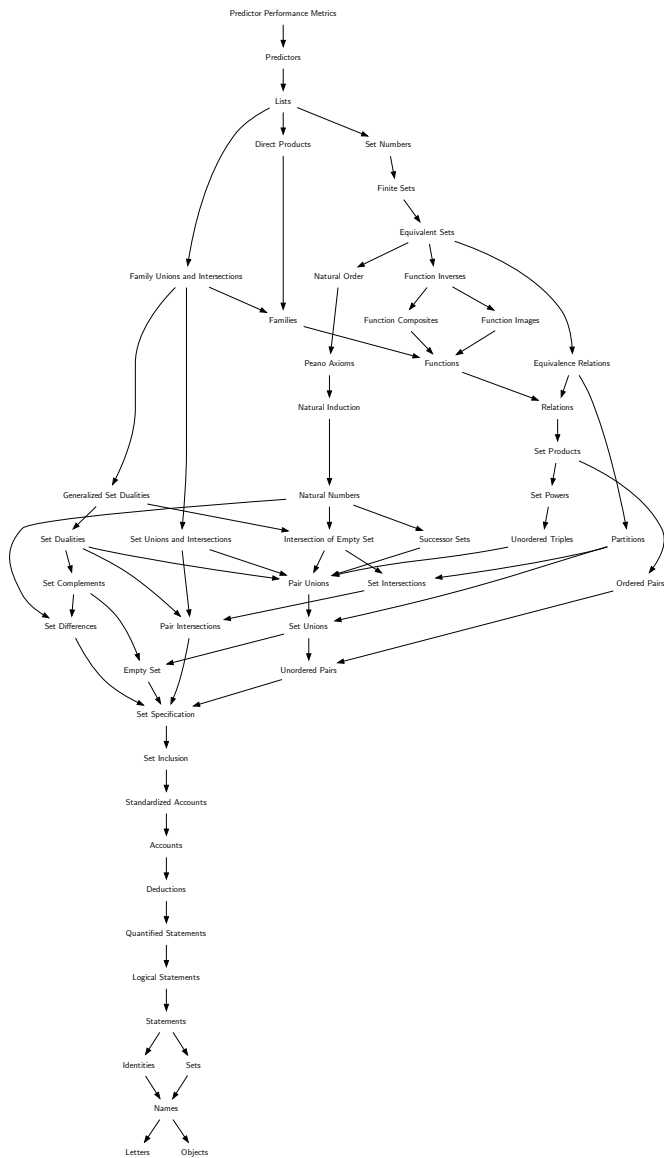 Predictor Performance Metrics
Predictors
Lists
Direct Products
Set Numbers
Finite Sets
Equivalent Sets
Family Unions and Intersections
Natural Order
Function Inverses
Families
Function Composites
Function Images
Peano Axioms
Functions
Equivalence Relations
Natural Induction
Relations
Set Products
Generalized Set Dualities
Natural Numbers
Set Powers
Set Dualities
Set Unions and Intersections
Intersection of Empty Set
Successor Sets
Unordered Triples
Partitions
Set Complements
Pair Unions
Set Intersections
Ordered Pairs
Set Differences
Pair Intersections
Set Unions
Empty Set
Unordered Pairs
Set Specification
Set Inclusion
Standardized Accounts
Accounts
Deductions
Quantified Statements
Logical Statements
Statements
Identities
Sets
Names
Letters
Objects